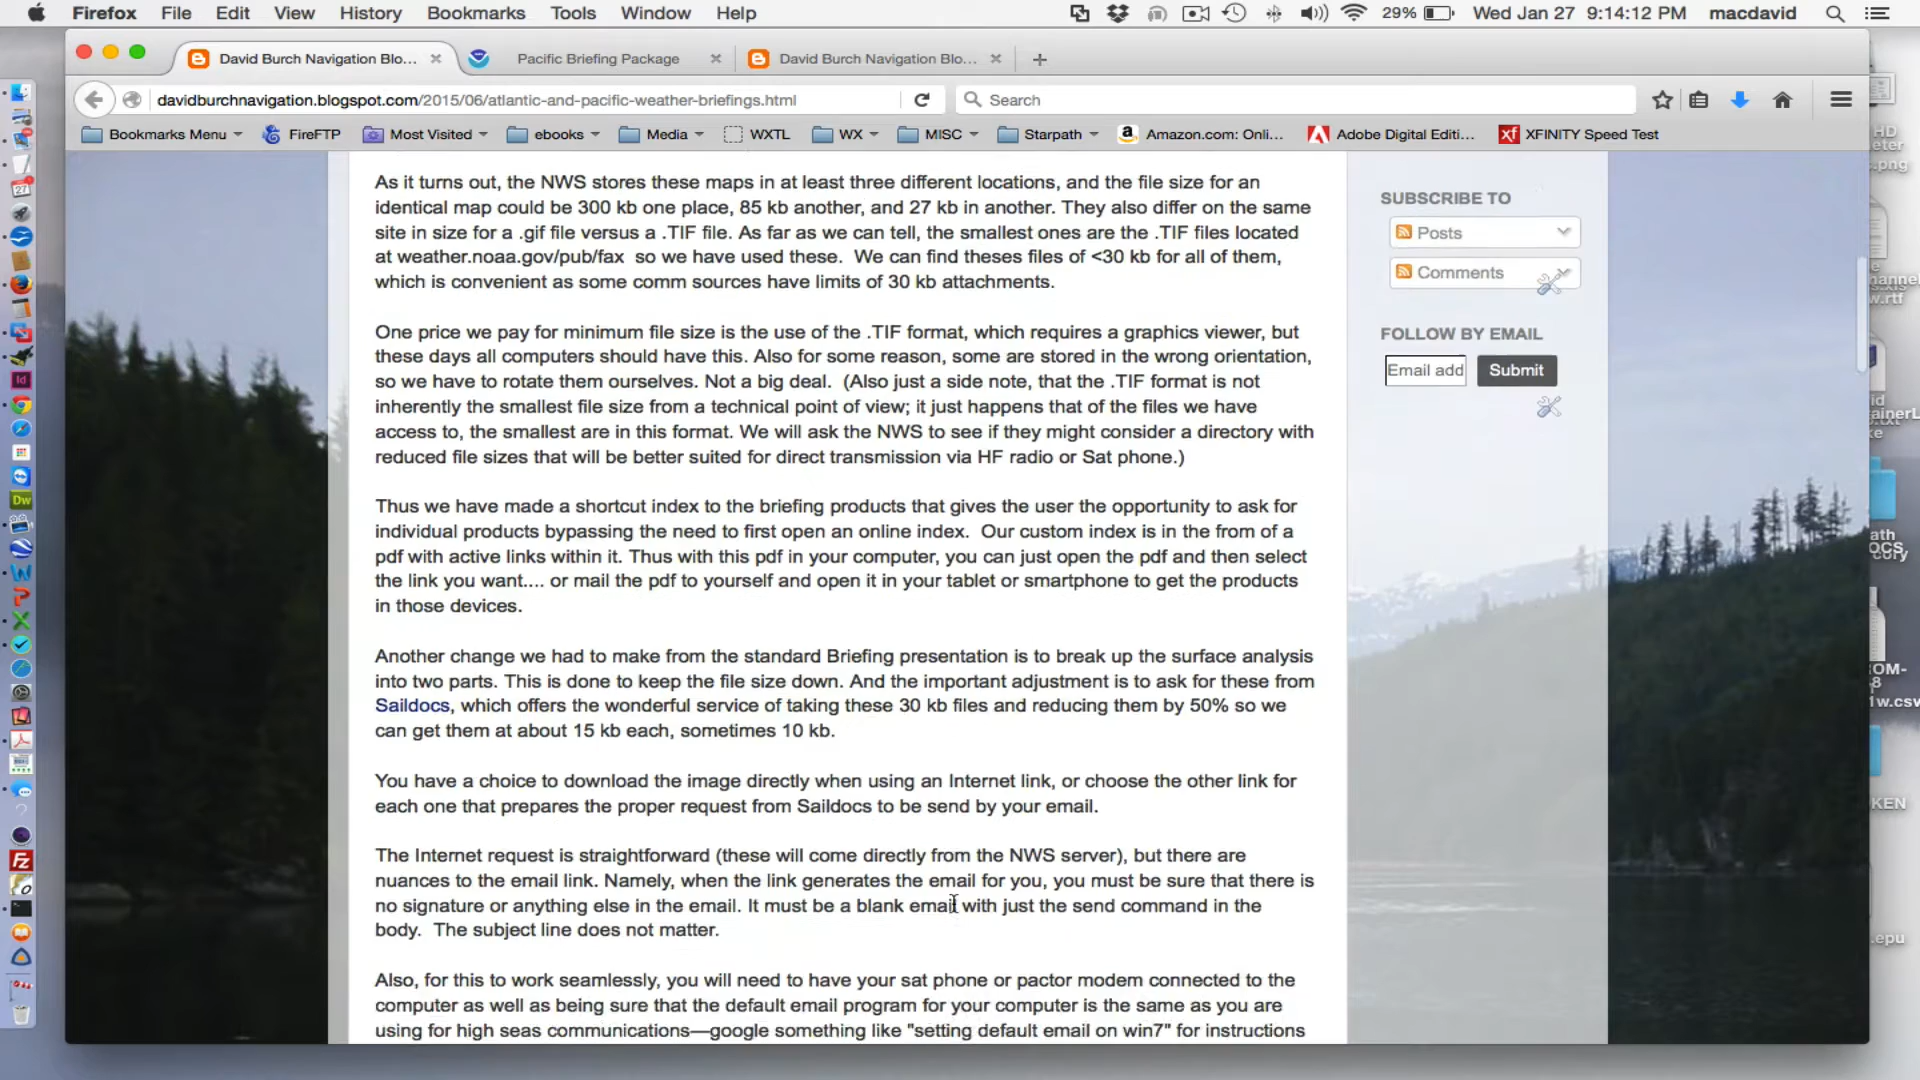 Firefox File Edit View History Bookmarks Tools Window Help 29% Wed Jan 27 9:14:12 PM macdavid
David Burch Navigation Blo... Pacific Briefing Package David Burch Navigation Blo...
davidburchnavigation.blogspot.com/2015/06/atlantic-and-pacific-weather-briefings.html Search
Bookmarks Menu FireFTP Most Visited ebooks Media WXTL WX MISC Starpath Amazon.com: Onli... Adobe Digital Editi... XFINITY Speed Test
As it turns out, the NWS stores these maps in at least three different locations, and the file size for an
identical map could be 300 kb one place, 85 kb another, and 27 kb in another. They also differ on the same
site in size for a .gif file versus a .TIF file. As far as we can tell, the smallest ones are the .TIF files located
at weather.noaa.gov/pub/fax so we have used these. We can find theses files of <30 kb for all of them,
which is convenient as some comm sources have limits of 30 kb attachments.
One price we pay for minimum file size is the use of the .TIF format, which requires a graphics viewer, but
these days all computers should have this. Also for some reason, some are stored in the wrong orientation,
so we have to rotate them ourselves. Not a big deal. (Also just a side note, that the .TIF format is not
inherently the smallest file size from a technical point of view; it just happens that of the files we have
access to, the smallest are in this format. We will ask the NWS to see if they might consider a directory with
reduced file sizes that will be better suited for direct transmission via HF radio or Sat phone.)
Thus we have made a shortcut index to the briefing products that gives the user the opportunity to ask for
individual products bypassing the need to first open an online index. Our custom index is in the from of a
pdf with active links within it. Thus with this pdf in your computer, you can just open the pdf and then select
the link you want.... or mail the pdf to yourself and open it in your tablet or smartphone to get the products
in those devices.
Another change we had to make from the standard Briefing presentation is to break up the surface analysis
into two parts. This is done to keep the file size down. And the important adjustment is to ask for these from
Saildocs, which offers the wonderful service of taking these 30 kb files and reducing them by 50% so we
can get them at about 15 kb each, sometimes 10 kb.
You have a choice to download the image directly when using an Internet link, or choose the other link for
each one that prepares the proper request from Saildocs to be send by your email.
The Internet request is straightforward (these will come directly from the NWS server), but there are
nuances to the email link. Namely, when the link generates the email for you, you must be sure that there is
no signature or anything else in the email. It must be a blank email with just the send command in the
body. The subject line does not matter.
Also, for this to work seamlessly, you will need to have your sat phone or pactor modem connected to the
computer as well as being sure that the default email program for your computer is the same as you are
using for high seas communications—google something like "setting default email on win7" for instructions
SUBSCRIBE TO
Posts
Comments
FOLLOW BY EMAIL
Email add Submit